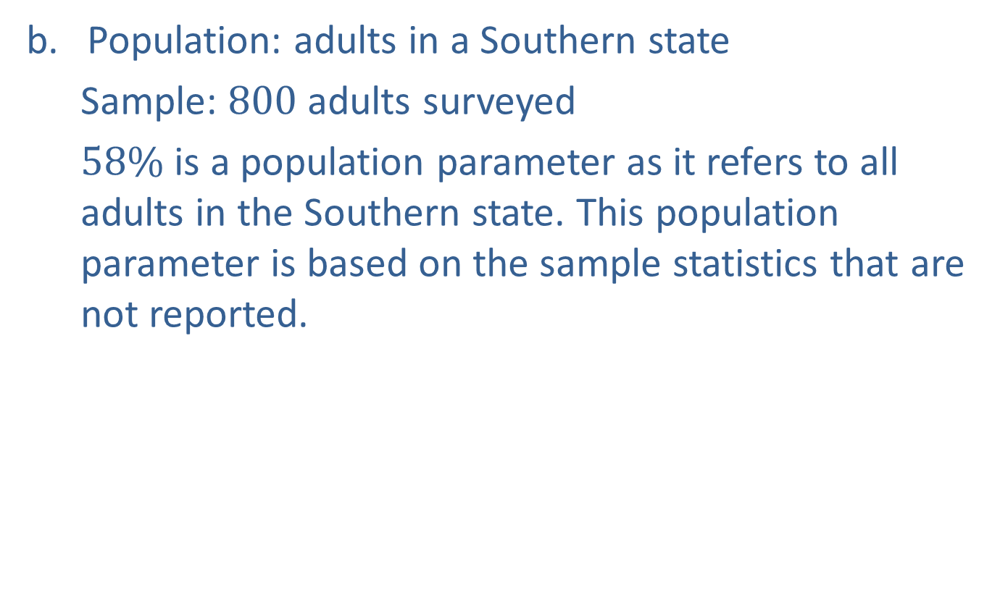 b. Population: adults in a Southern state
Sample: 800 adults surveyed
58% is a population parameter as it refers to all
adults in the Southern state. This population
parameter is based on the sample statistics that are
not reported.